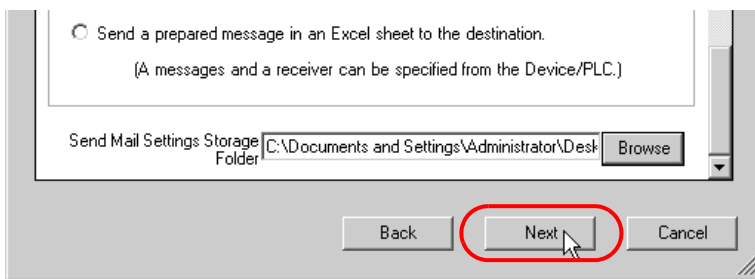 Send a prepared message in an Excel sheet to the destination.
(A messages and a receiver can be specified from the Device/PLC.)
Send Mail Settings Storage
Folder C:\Documents and Settings\Administrator\Desk Browse
Back Next Cancel